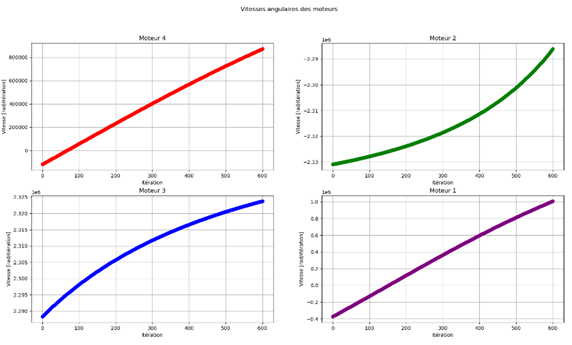 Vitesses angulaires des moteurs
Moteur 4
Vitesse [rad/itération]
800000
600000
400000
200000
0
0 100 200 300 400 500 600
Itération
Moteur 2
1e6
Vitesse [rad/itération]
−2.29
−2.30
−2.31
−2.32
−2.33
0 100 200 300 400 500 600
Itération
Moteur 3
1e6
Vitesse [rad/itération]
2.325
2.320
2.315
2.310
2.305
2.300
2.295
2.290
0 100 200 300 400 500 600
Itération
Moteur 1
1e6
Vitesse [rad/itération]
1.0
0.8
0.6
0.4
0.2
0.0
−0.2
−0.4
0 100 200 300 400 500 600
Itération